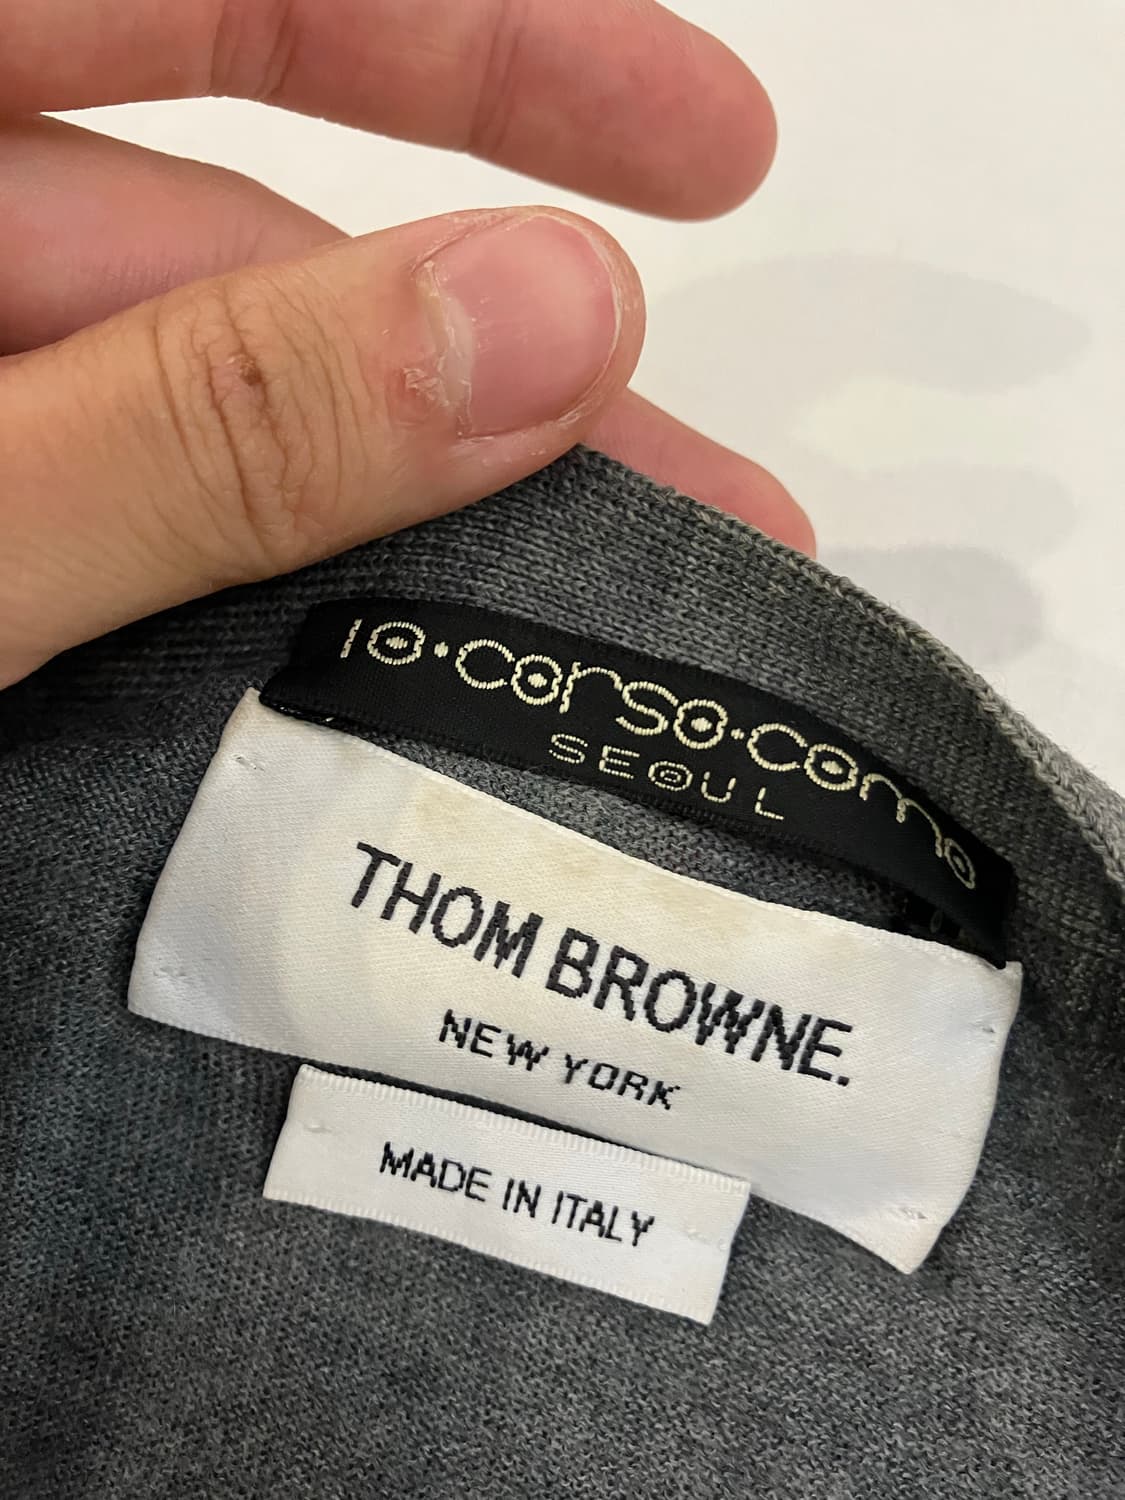 10·corso·como
SEOUL
THOM BROWNE.
NEW YORK
MADE IN ITALY